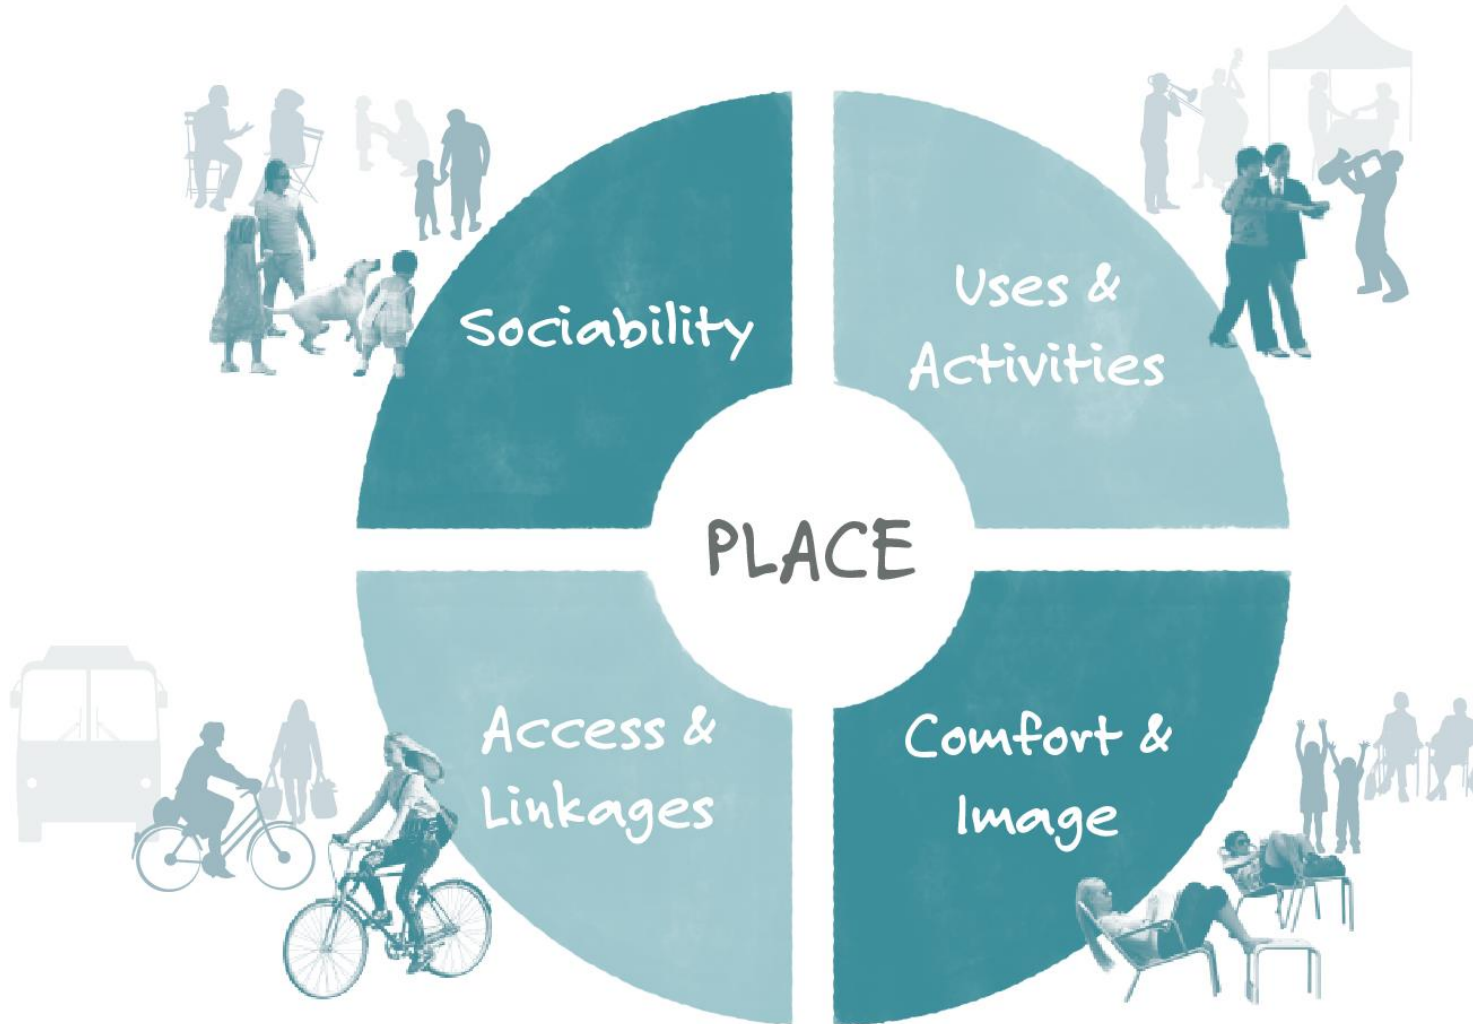 Sociability
Uses &
Activities
PLACE
Access &
Linkages
Comfort &
Image